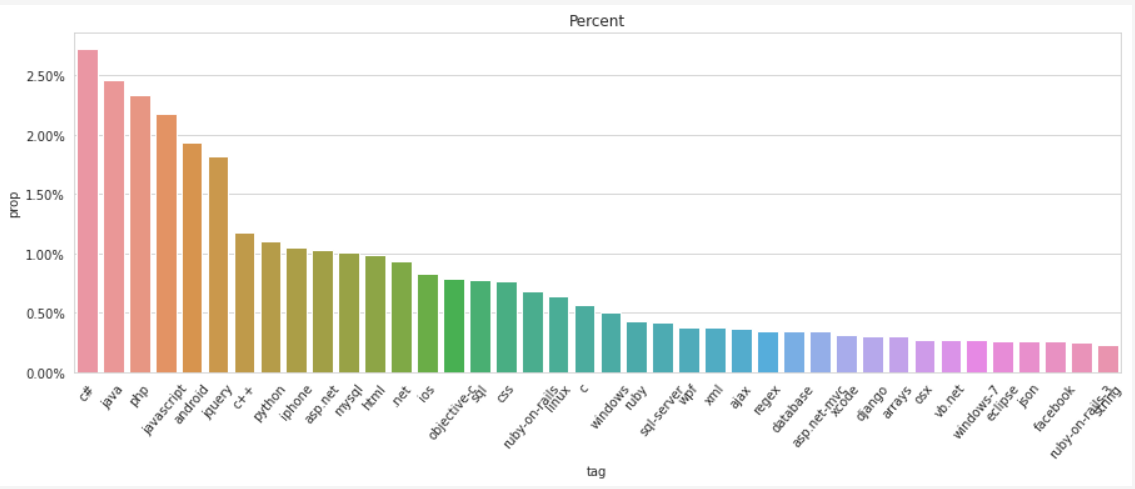 Percent
2.50%
2.00%
1.50%
1.00%
0.50%
0.00%
prop
c#
java
php
javascript
android
jquery
c++
python
iphone
asp.net
mysql
html
.net
ios
objective-c
sql
css
ruby-on-rails
linux
c
windows
ruby
sql-server
wpf
xml
ajax
regex
database
asp.net-mvc
xcode
django
arrays
osx
vb.net
windows-7
eclipse
json
facebook
ruby-on-rails-3
string
tag